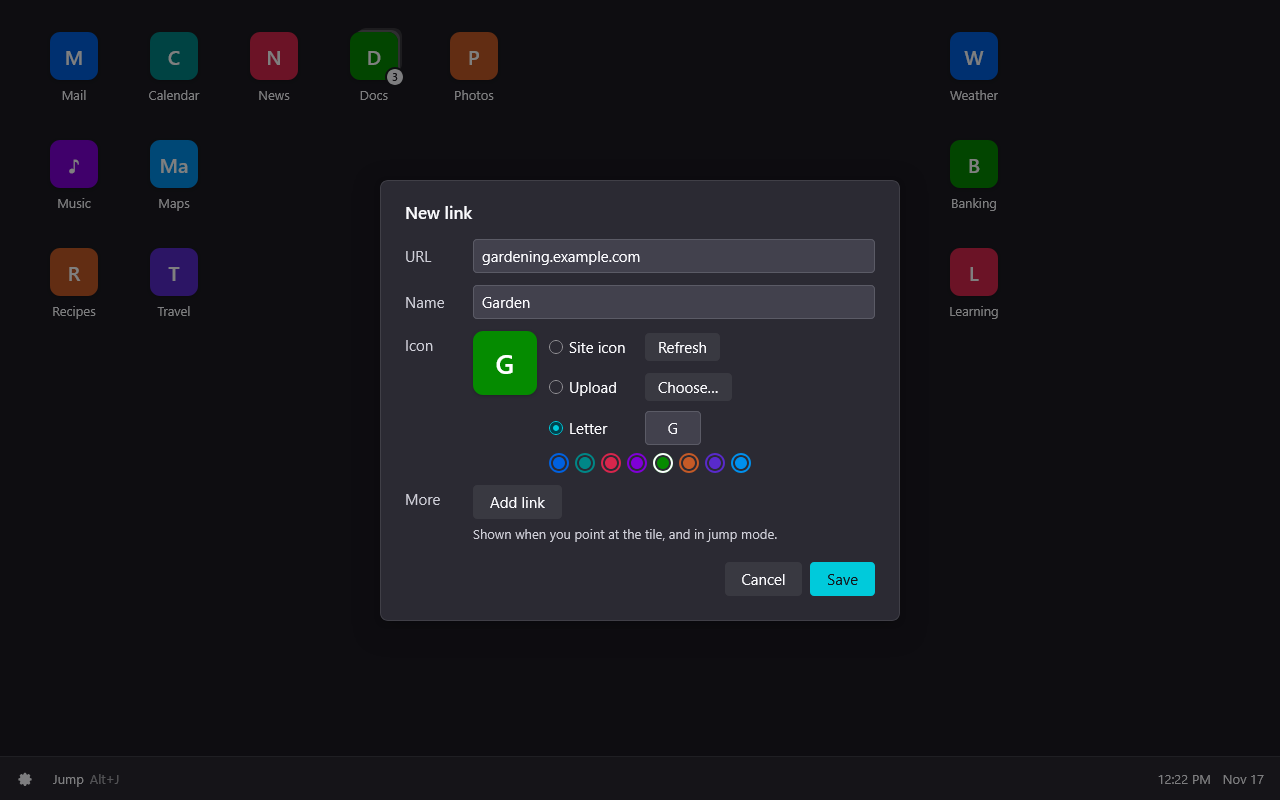 M C N D P W
3
Mail Calendar News Docs Photos Weather
♪ Ma B
Music Maps Banking
R T L
Recipes Travel Learning
New link
URL gardening.example.com
Name Garden
Icon G Site icon Refresh
Upload Choose...
Letter G
More Add link
Shown when you point at the tile, and in jump mode.
Cancel Save
Jump Alt+J 12:22 PM Nov 17